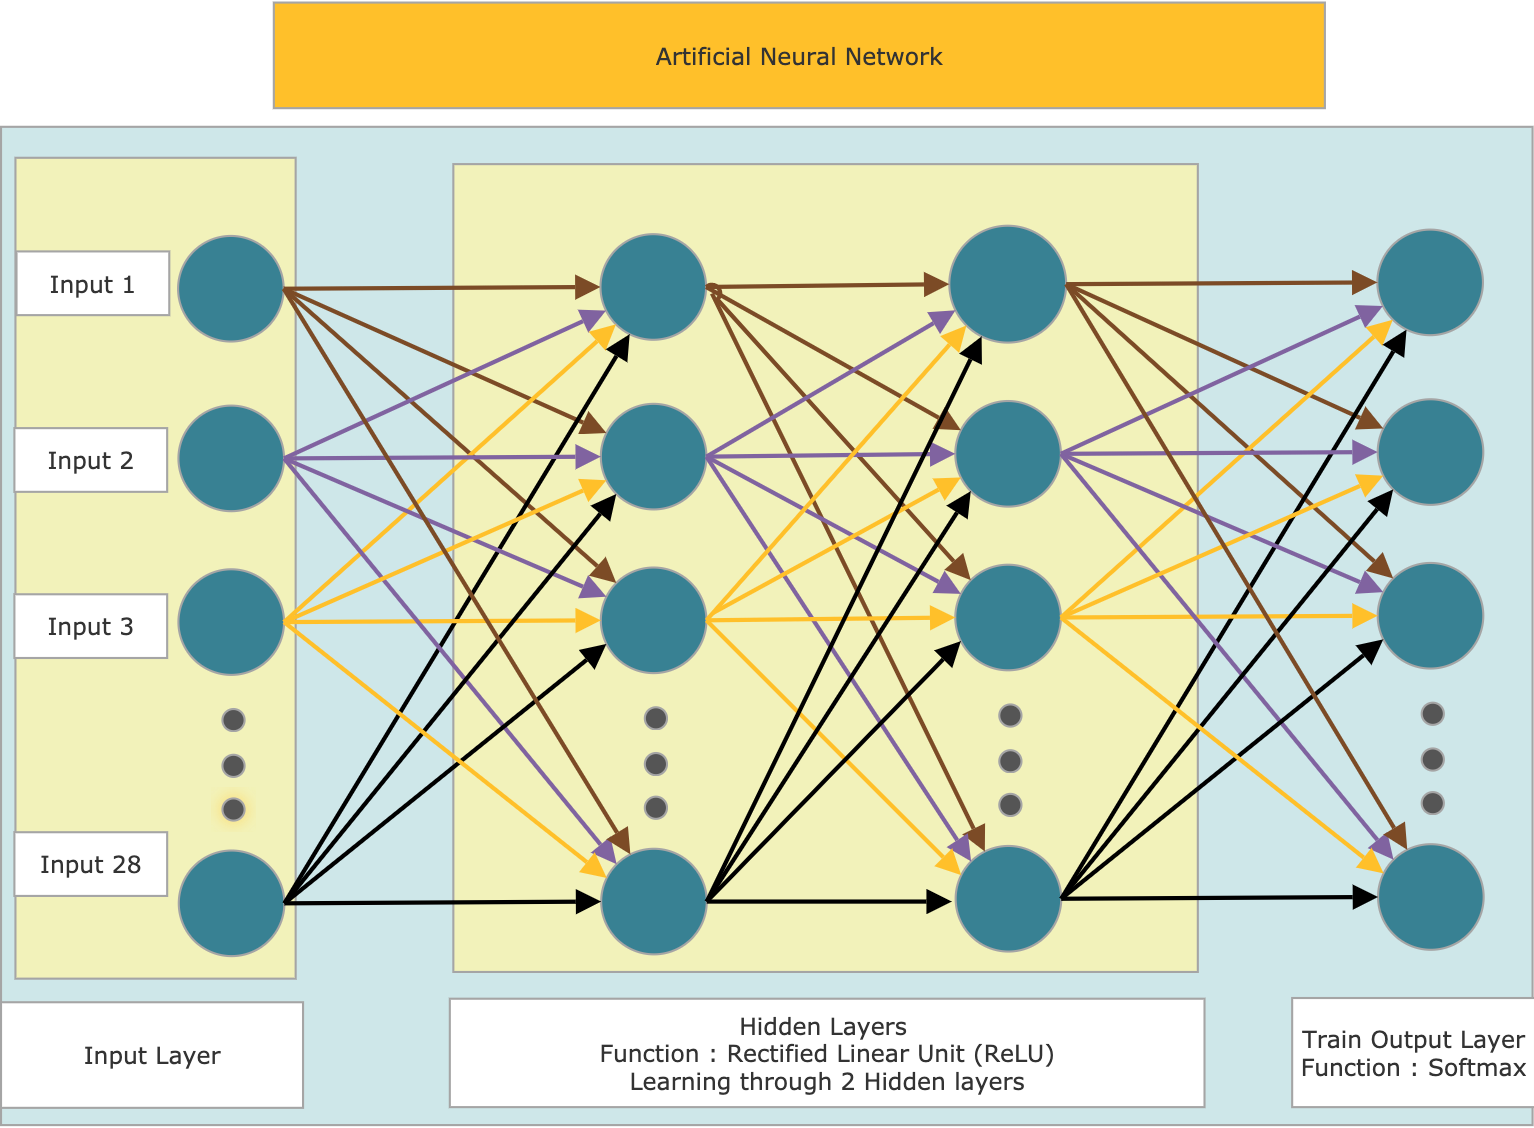 Artificial Neural Network
Input 1
Input 2
Input 3
Input 28
Input Layer
Hidden Layers
Function : Rectified Linear Unit (ReLU)
Learning through 2 Hidden layers
Train Output Layer
Function : Softmax